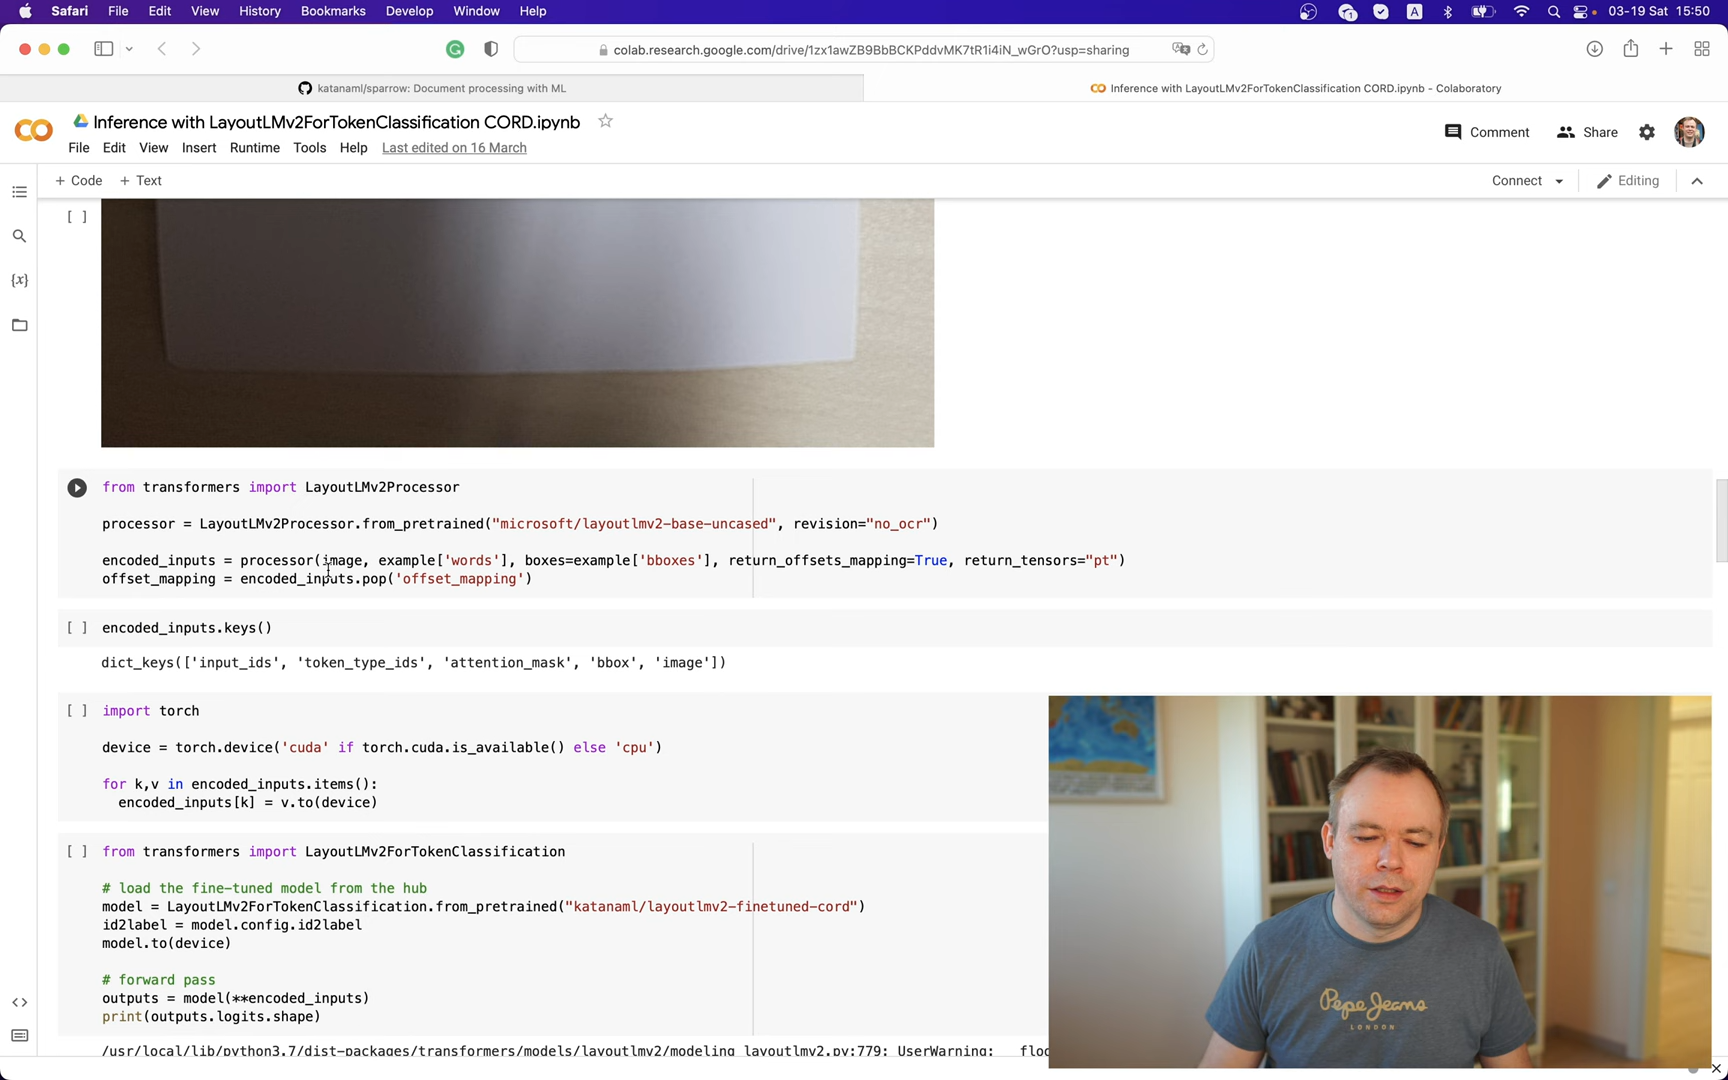 Safari File Edit View History Bookmarks Develop Window Help
1 A 03-19 Sat 15:50
colab.research.google.com/drive/1zx1awZB9BbBCKPddvMK7tR1i4iN_wGrO?usp=sharing
katanaml/sparrow: Document processing with ML
Inference with LayoutLMv2ForTokenClassification CORD.ipynb - Colaboratory
Inference with LayoutLMv2ForTokenClassification CORD.ipynb
Comment Share
File Edit View Insert Runtime Tools Help Last edited on 16 March
+ Code + Text
Connect Editing
[ ]
{x}
from transformers import LayoutLMv2Processor
processor = LayoutLMv2Processor.from_pretrained("microsoft/layoutlmv2-base-uncased", revision="no_ocr")
encoded_inputs = processor(image, example['words'], boxes=example['bboxes'], return_offsets_mapping=True, return_tensors="pt")
offset_mapping = encoded_inputs.pop('offset_mapping')
[ ] encoded_inputs.keys()
dict_keys(['input_ids', 'token_type_ids', 'attention_mask', 'bbox', 'image'])
[ ] import torch
device = torch.device('cuda' if torch.cuda.is_available() else 'cpu')
for k,v in encoded_inputs.items():
encoded_inputs[k] = v.to(device)
[ ] from transformers import LayoutLMv2ForTokenClassification
# load the fine-tuned model from the hub
model = LayoutLMv2ForTokenClassification.from_pretrained("katanaml/layoutlmv2-finetuned-cord")
id2label = model.config.id2label
model.to(device)
# forward pass
outputs = model(**encoded_inputs)
print(outputs.logits.shape)
/usr/local/lib/python3.7/dist-packages/transformers/models/layoutlmv2/modeling_layoutlmv2.py:779: UserWarning: __floo
Pepe Jeans
LONDON